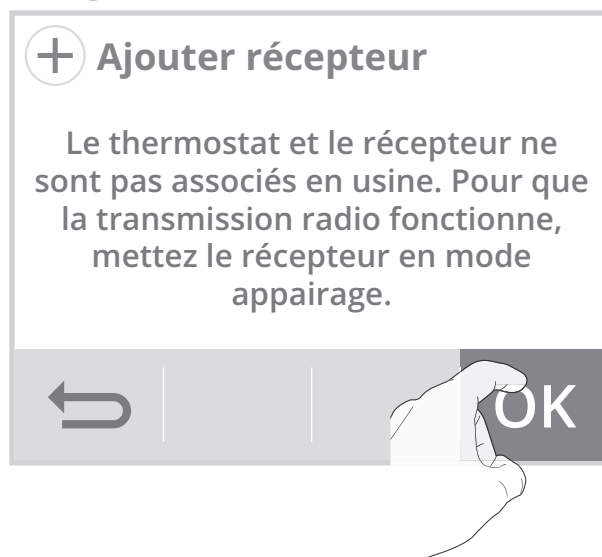 Ajouter récepteur
Le thermostat et le récepteur ne
sont pas associés en usine. Pour que
la transmission radio fonctionne,
mettez le récepteur en mode
appairage.
OK